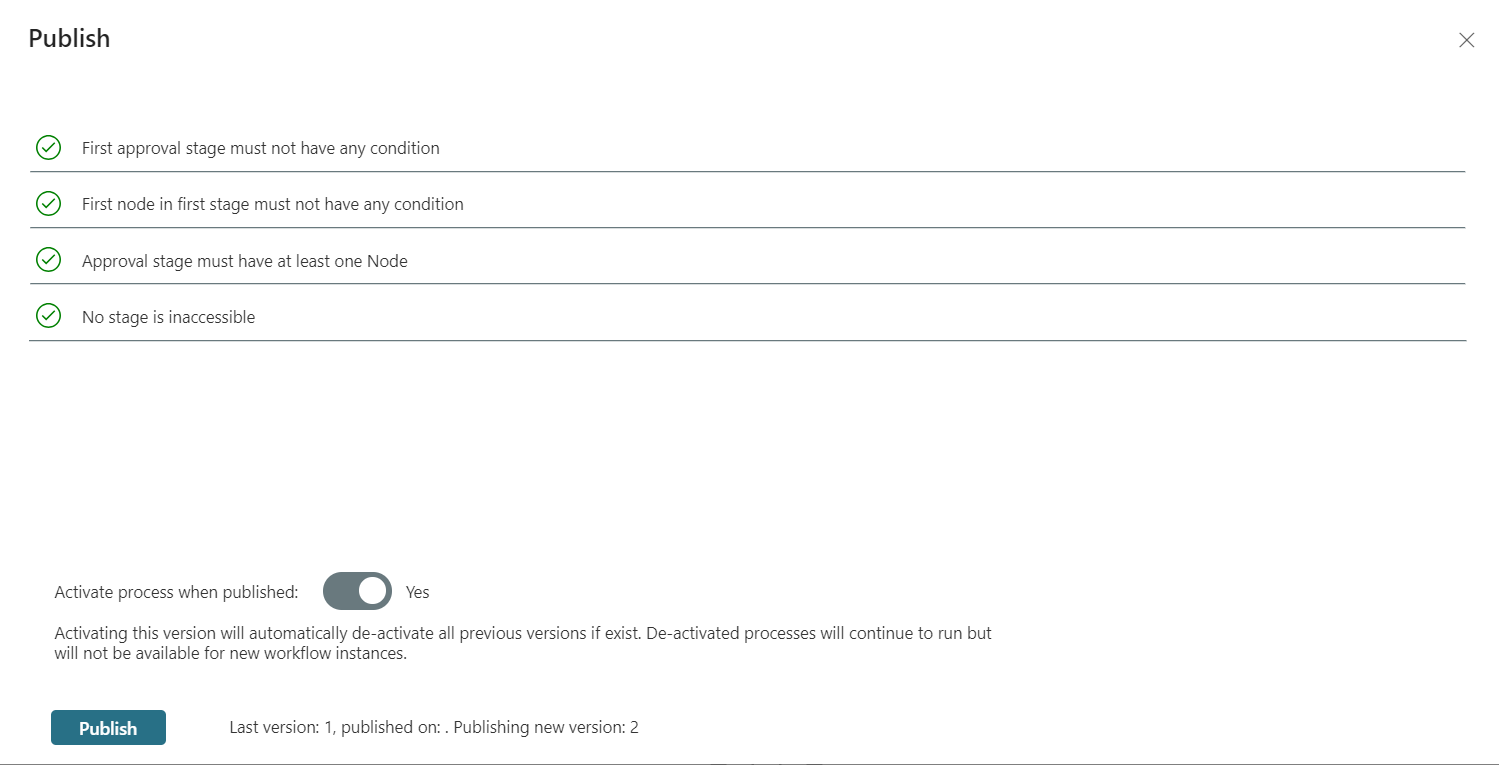 Publish
First approval stage must not have any condition
First node in first stage must not have any condition
Approval stage must have at least one Node
No stage is inaccessible
Activate process when published: Yes
Activating this version will automatically de-activate all previous versions if exist. De-activated processes will continue to run but
will not be available for new workflow instances.
Publish Last version: 1, published on: . Publishing new version: 2